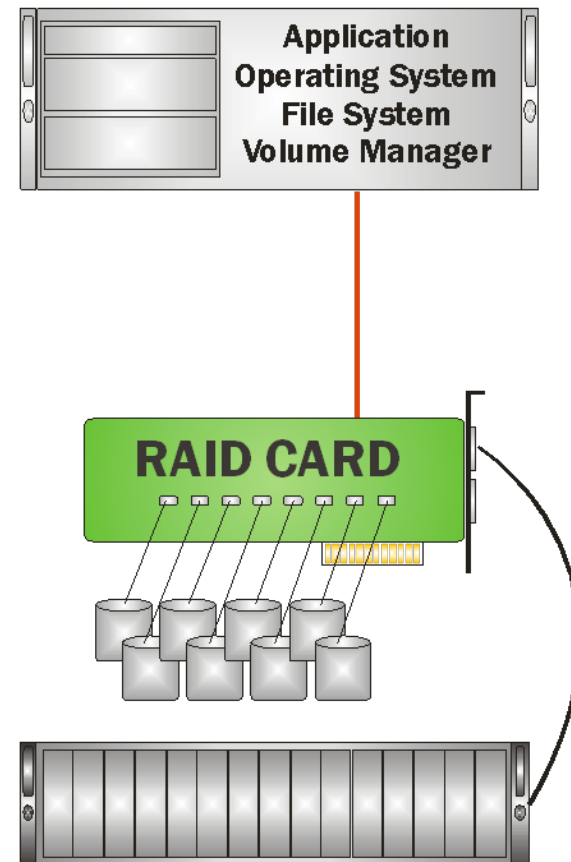 Application
Operating System
File System
Volume Manager
RAID CARD